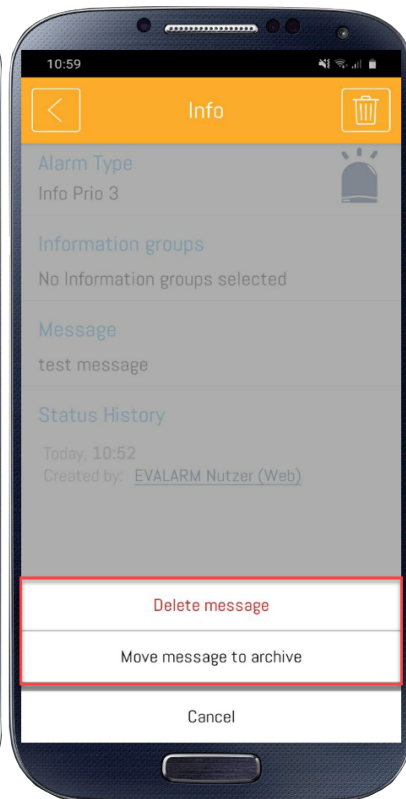 10:59
Info
Alarm Type
Info Prio 3
Information groups
No Information groups selected
Message
test message
Status History
Today, 10:52
Created by: EVALARM Nutzer (Web)
Delete message
Move message to archive
Cancel